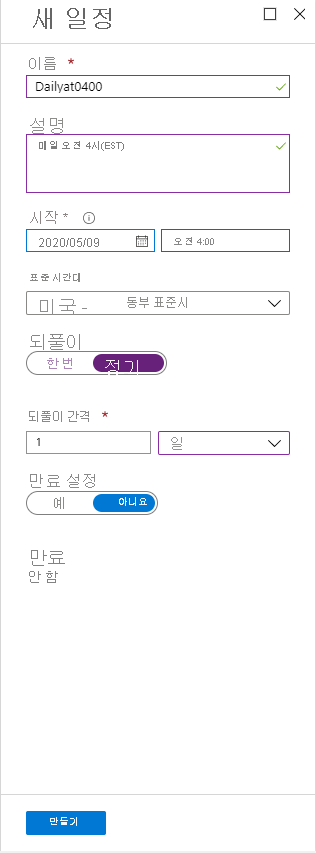 새 일정
이름 *
Dailyat0400
설명
매일 오전 4시(EST)
시작 *
2020/05/09 오전 4:00
표준 시간대
미국 - 동부 표준시
되풀이
한 번 정기
되풀이 간격 *
1 일
만료 설정
예 아니요
만료
안 함
만들기